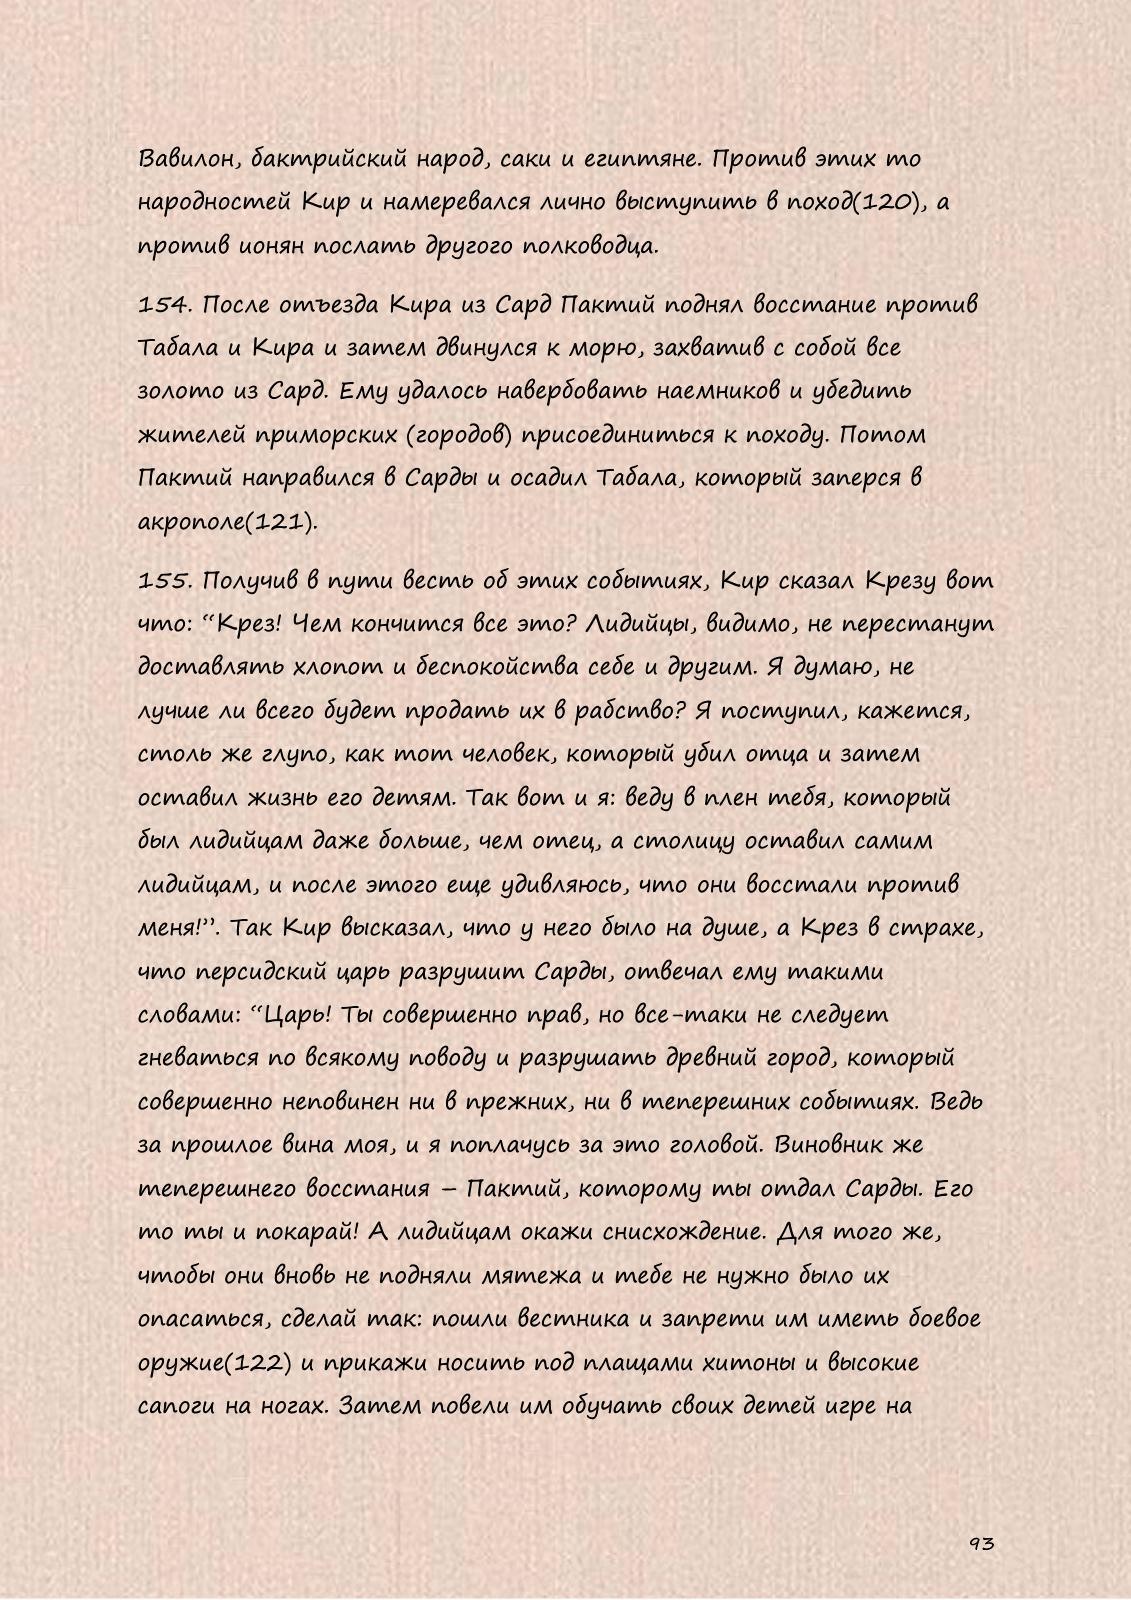 Вавилон, бактрийский народ, саки и египтяне. Против этих то
народностей Кир и намеревался лично выступить в поход(120), а
против ионян послать другого полководца.
154. После отъезда Кира из Сард Пактий поднял восстание против
Табала и Кира и затем двинулся к морю, захватив с собой все
золото из Сард. Ему удалось навербовать наемников и убедить
жителей приморских (городов) присоединиться к походу. Потом
Пактий направился в Сарды и осадил Табала, который заперся в
акрополе(121).
155. Получив в пути весть об этих событиях, Кир сказал Крезу вот
что: “Крез! Чем кончится все это? Лидийцы, видимо, не перестанут
доставлять хлопот и беспокойства себе и другим. Я думаю, не
лучше ли всего будет продать их в рабство? Я поступил, кажется,
столь же глупо, как тот человек, который убил отца и затем
оставил жизнь его детям. Так вот и я: веду в плен тебя, который
был лидийцам даже больше, чем отец, а столицу оставил самим
лидийцам, и после этого еще удивляюсь, что они восстали против
меня!”. Так Кир высказал, что у него было на душе, а Крез в страхе,
что персидский царь разрушит Сарды, отвечал ему такими
словами: “Царь! Ты совершенно прав, но все-таки не следует
гневаться по всякому поводу и разрушать древний город, который
совершенно неповинен ни в прежних, ни в теперешних событиях. Ведь
за прошлое вина моя, и я поплачусь за это головой. Виновник же
теперешнего восстания – Пактий, которому ты отдал Сарды. Его
то ты и покарай! А лидийцам окажи снисхождение. Для того же,
чтобы они вновь не подняли мятежа и тебе не нужно было их
опасаться, сделай так: пошли вестника и запрети им иметь боевое
оружие(122) и прикажи носить под плащами хитоны и высокие
сапоги на ногах. Затем повели им обучать своих детей игре на
93